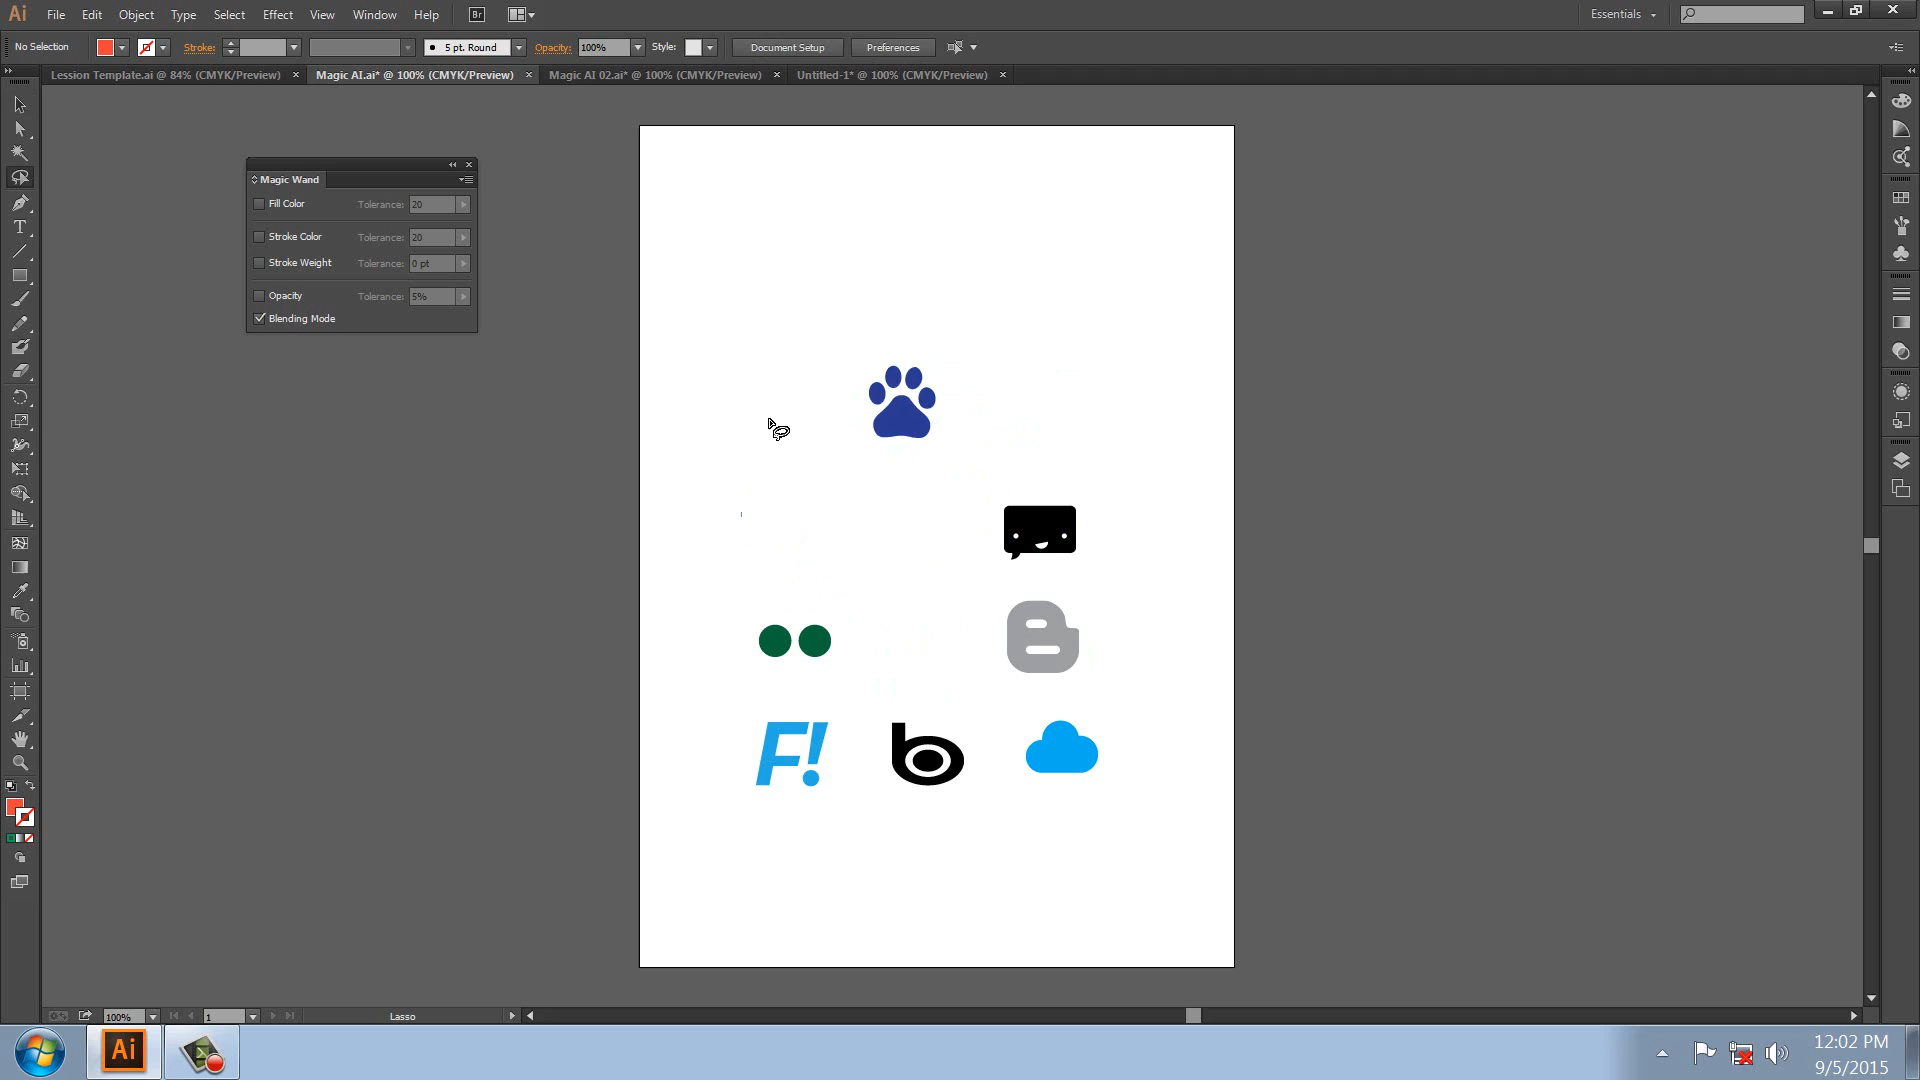 Ai File Edit Object Type Select Effect View Window Help Br Essentials
No Selection Stroke: 5 pt. Round Opacity: 100% Style: Document Setup Preferences
Lession Template.ai @ 84% (CMYK/Preview) × Magic AI.ai* @ 100% (CMYK/Preview) × Magic AI 02.ai* @ 100% (CMYK/Preview) × Untitled-1* @ 100% (CMYK/Preview) ×
Magic Wand
Fill Color Tolerance: 20
Stroke Color Tolerance: 20
Stroke Weight Tolerance: 0 pt
Opacity Tolerance: 5%
Blending Mode
F! b
100% 1 Lasso
Ai
12:02 PM
9/5/2015